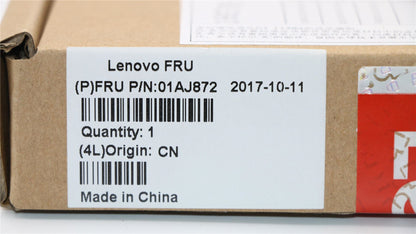 Lenovo FRU
(P)FRU P/N:01AJ872 2017-10-11
Quantity: 1
(4L)Origin: CN
Made in China